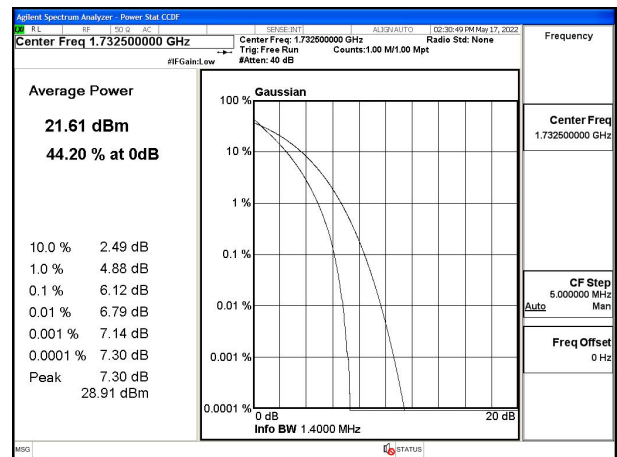 Agilent Spectrum Analyzer - Power Stat CCDF
RL RF 50 Ω AC SENSE:INT ALIGN AUTO 02:30:49 PM May 17, 2022
Center Freq 1.732500000 GHz Center Freq: 1.732500000 GHz Radio Std: None
Trig: Free Run Counts:1.00 M/1.00 Mpt
#IFGain:Low #Atten: 40 dB
Frequency
Average Power
21.61 dBm
44.20 % at 0dB
10.0 % 2.49 dB
1.0 % 4.88 dB
0.1 % 6.12 dB
0.01 % 6.79 dB
0.001 % 7.14 dB
0.0001 % 7.30 dB
Peak 7.30 dB
28.91 dBm
Gaussian
100 %
10 %
1 %
0.1 %
0.01 %
0.001 %
0.0001 %
0 dB 20 dB
Info BW 1.4000 MHz
Center Freq
1.732500000 GHz
CF Step
5.000000 MHz
Auto Man
Freq Offset
0 Hz
MSG STATUS